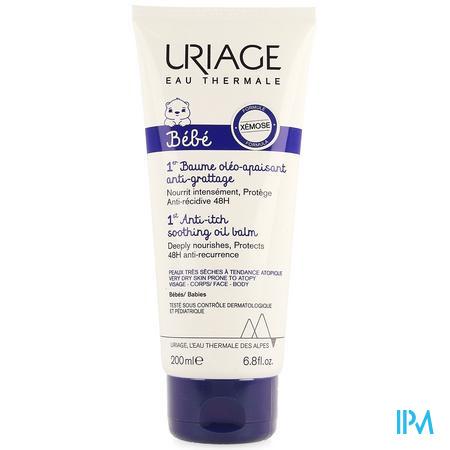 URIAGE
EAU THERMALE
Bébé
FORMULE
XÉMOSE
FORMULA
1er Baume oléo-apaisant
anti-grattage
Nourrit intensément, Protège
Anti-récidive 48H
1st Anti-itch
soothing oil balm
Deeply nourishes, Protects
48H anti-recurrence
PEAUX TRÈS SÈCHES À TENDANCE ATOPIQUE
VERY DRY SKIN PRONE TO ATOPY
VISAGE - CORPS/ FACE - BODY
Bébés/ Babies
TESTÉ SOUS CONTRÔLE DERMATOLOGIQUE
ET PÉDIATRIQUE
URIAGE, L'EAU THERMALE DES ALPES
200ml℮ 6.8fl.oz.
IPM